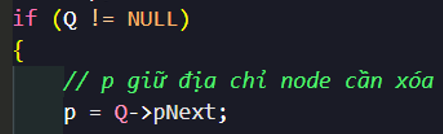 if (Q != NULL)
{
// p giữ địa chỉ node cần xóa
p = Q->pNext;